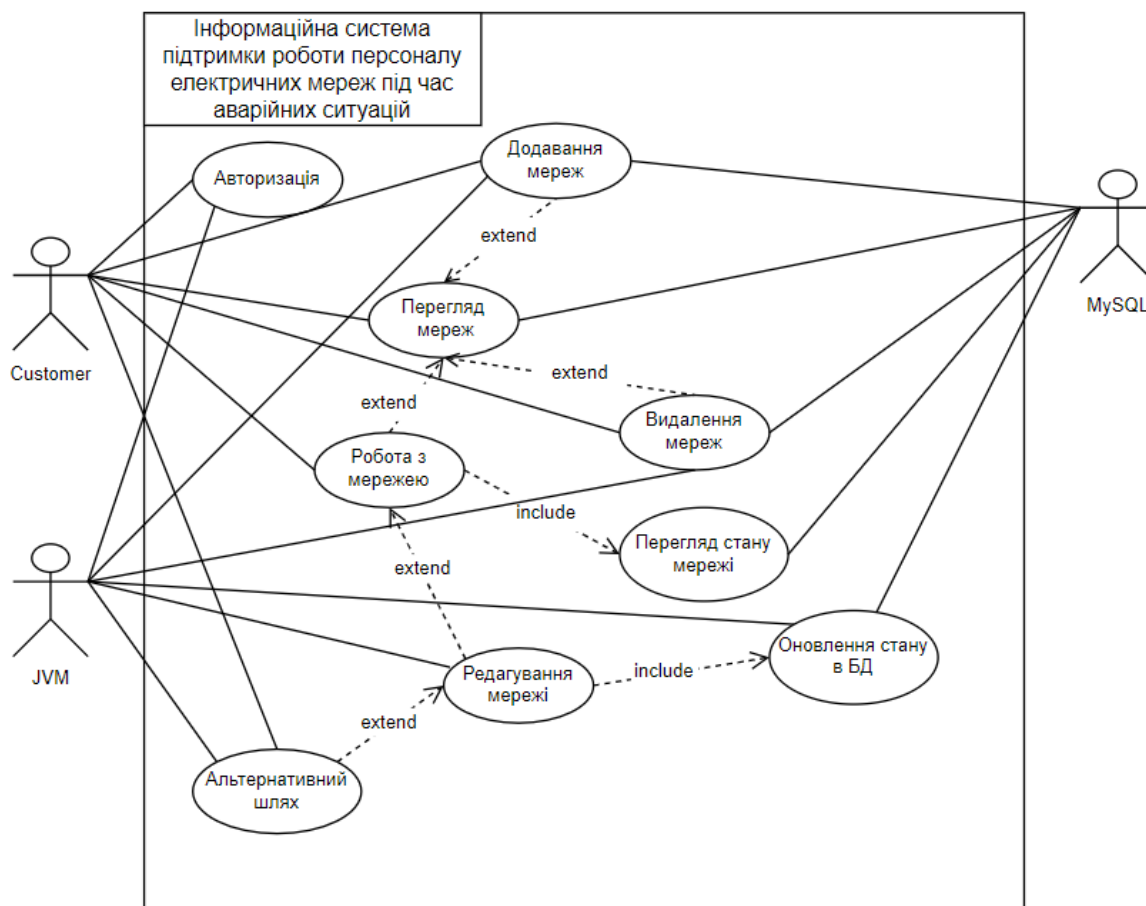 Інформаційна система
підтримки роботи персоналу
електричних мереж під час
аварійних ситуацій
Авторизація
Додавання
мереж
extend
Customer
MySQL
Перегляд
мереж
extend
extend
Видалення
мереж
Робота з
мережею
include
Перегляд стану
мережі
extend
JVM
Редагування
мережі
include
Оновлення стану
в БД
extend
Альтернативний
шлях